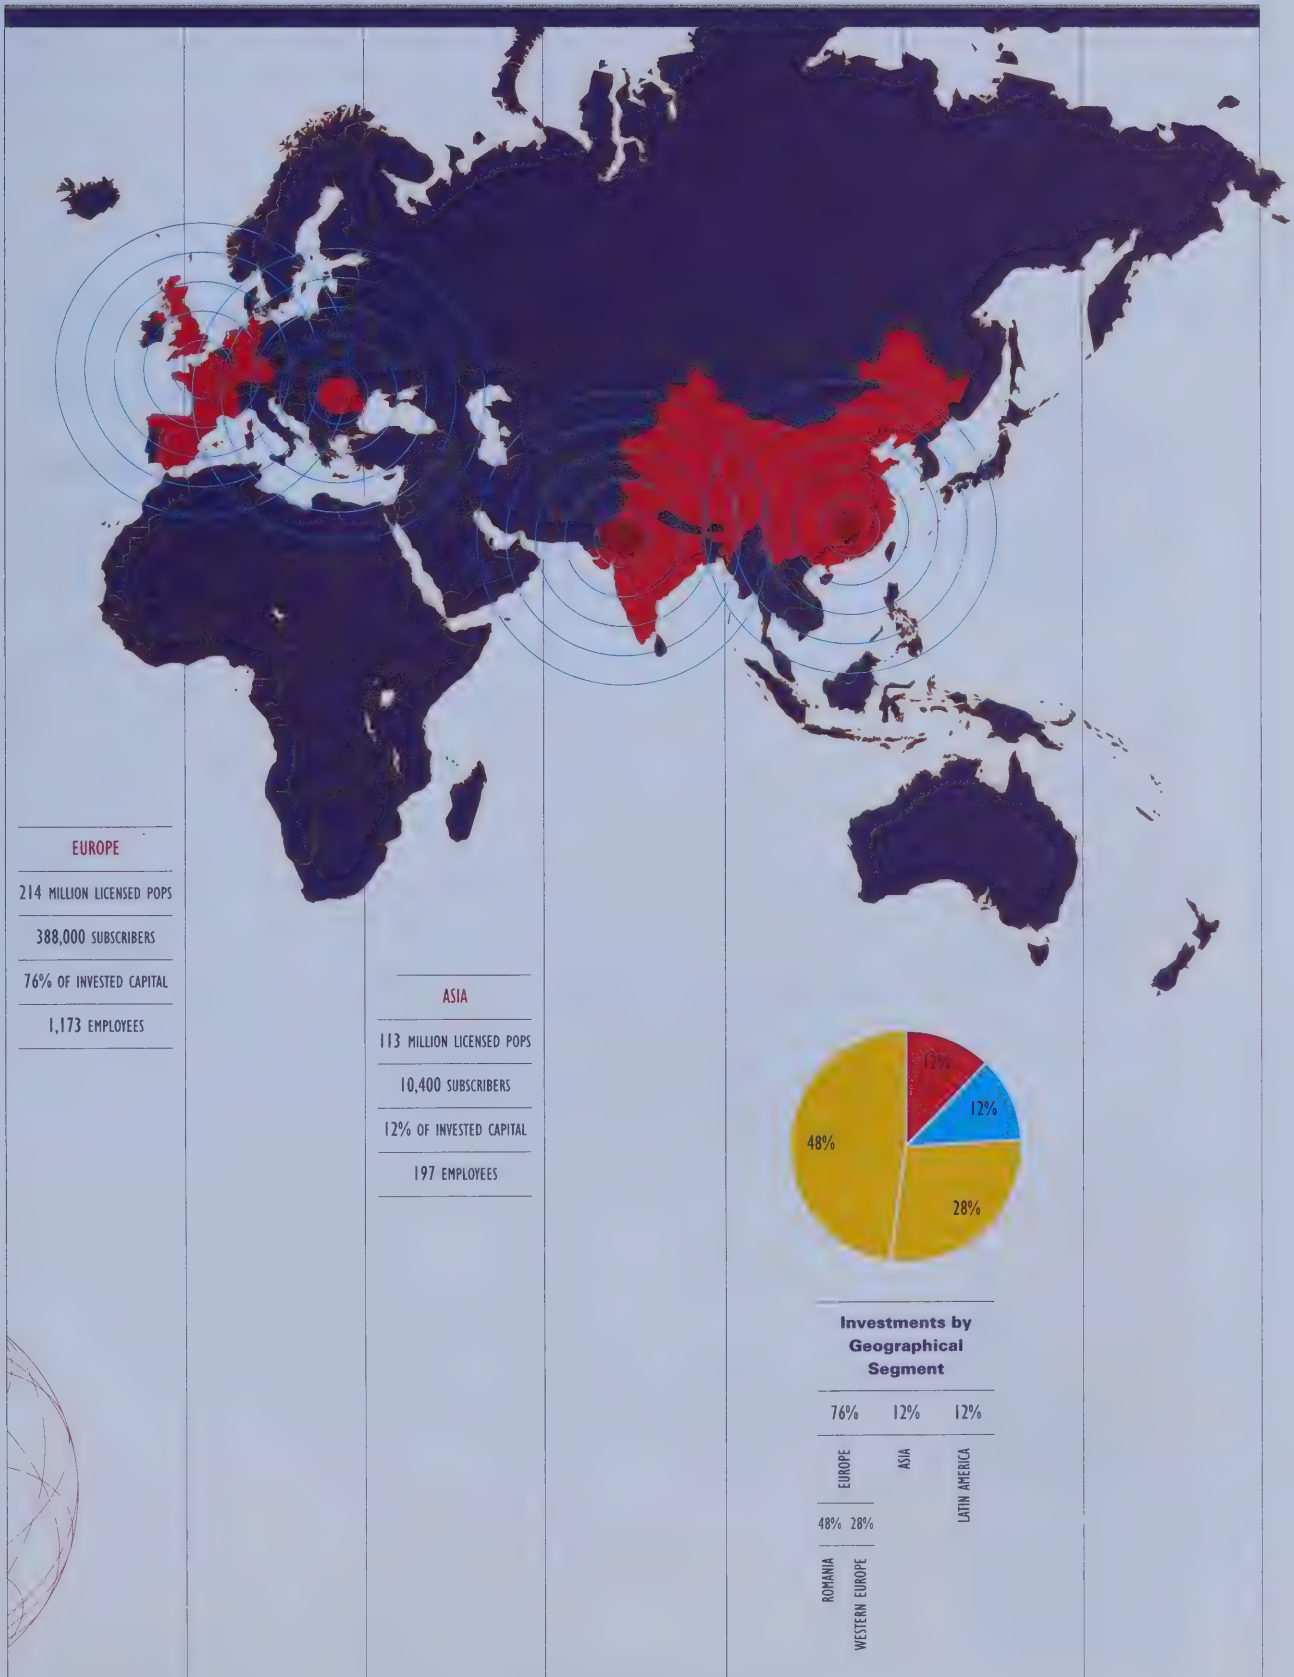 EUROPE
214 MILLION LICENSED POPS
388,000 SUBSCRIBERS
76% OF INVESTED CAPITAL
1,173 EMPLOYEES
ASIA
113 MILLION LICENSED POPS
10,400 SUBSCRIBERS
12% OF INVESTED CAPITAL
197 EMPLOYEES
12%
12%
48%
28%
Investments by
Geographical
Segment
76% 12% 12%
EUROPE
ASIA
LATIN AMERICA
48% 28%
ROMANIA
WESTERN EUROPE